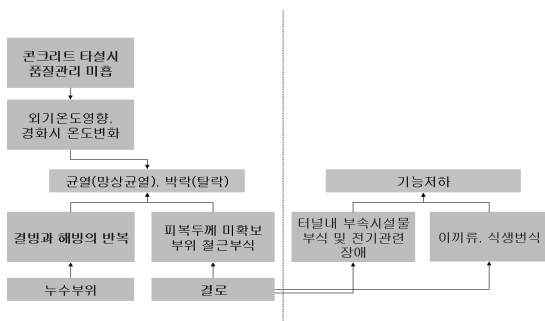 콘크리트 타설시
품질관리 미흡
외기온도영향,
경화시 온도변화
균열(망상균열), 박락(탈락)
결빙과 해빙의 반복
피복두께 미확보
부위 철근부식
누수부위
결로
기능저하
터널내 부속시설물
부식 및 전기관련
장애
이끼류, 식생번식